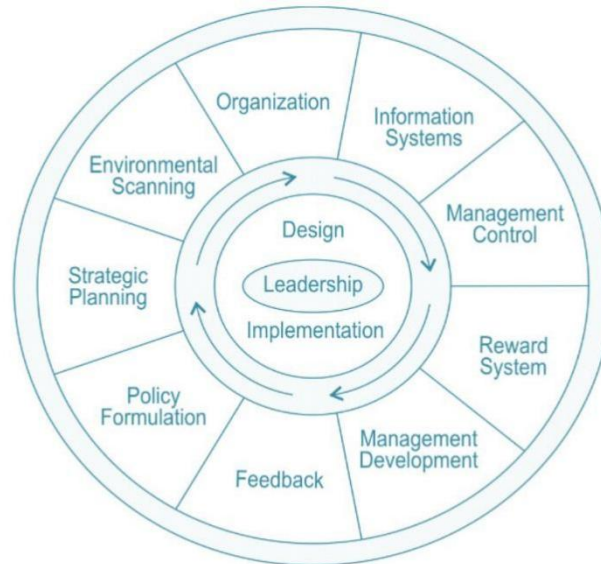 Organization
Information
Systems
Environmental
Scanning
Management
Control
Design
Strategic
Planning
Leadership
Implementation
Reward
System
Policy
Formulation
Management
Development
Feedback